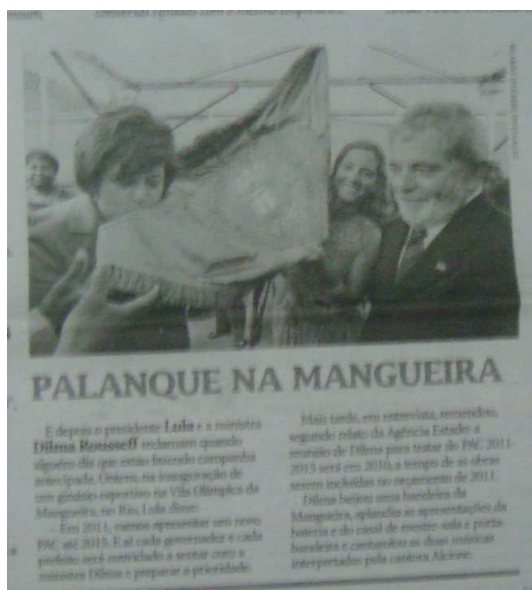 PALANQUE NA MANGUEIRA
E depois o presidente Lula e a ministra
Dilma Rousseff reclamam quando
alguém diz que estão fazendo campanha
antecipada. Ontem, na inauguração de
um ginásio esportivo na Vila Olímpica da
Mangueira, no Rio, Lula disse:
— Em 2011, vamos apresentar um novo
PAC até 2015. E aí cada governador e cada
prefeito será convidado a sentar com a
ministra Dilma e preparar a prioridade.
Mais tarde, em entrevista, remendou,
segundo relato da Agência Estado: a
reunião de Dilma para tratar do PAC 2011-
2015 será em 2010, a tempo de as obras
serem incluídas no orçamento de 2011.
Dilma beijou uma bandeira da
Mangueira, aplaudiu as apresentações da
bateria e do casal de mestre-sala e porta-
bandeira e cantarolou as duas músicas
interpretadas pela cantora Alcione.